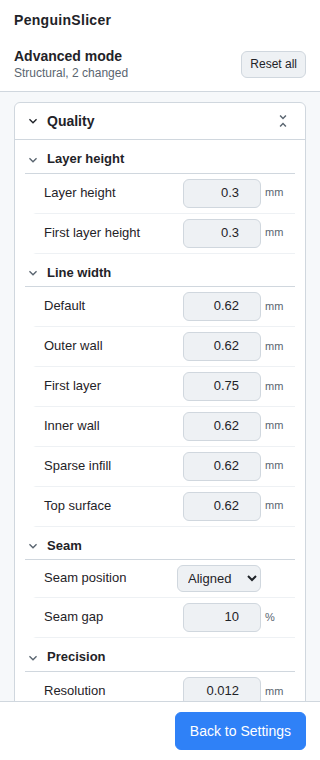 PenguinSlicer
Advanced mode
Structural, 2 changed
Reset all
Quality
Layer height
Layer height 0.3 mm
First layer height 0.3 mm
Line width
Default 0.62 mm
Outer wall 0.62 mm
First layer 0.75 mm
Inner wall 0.62 mm
Sparse infill 0.62 mm
Top surface 0.62 mm
Seam
Seam position Aligned
Seam gap 10 %
Precision
Resolution 0.012 mm
Back to Settings